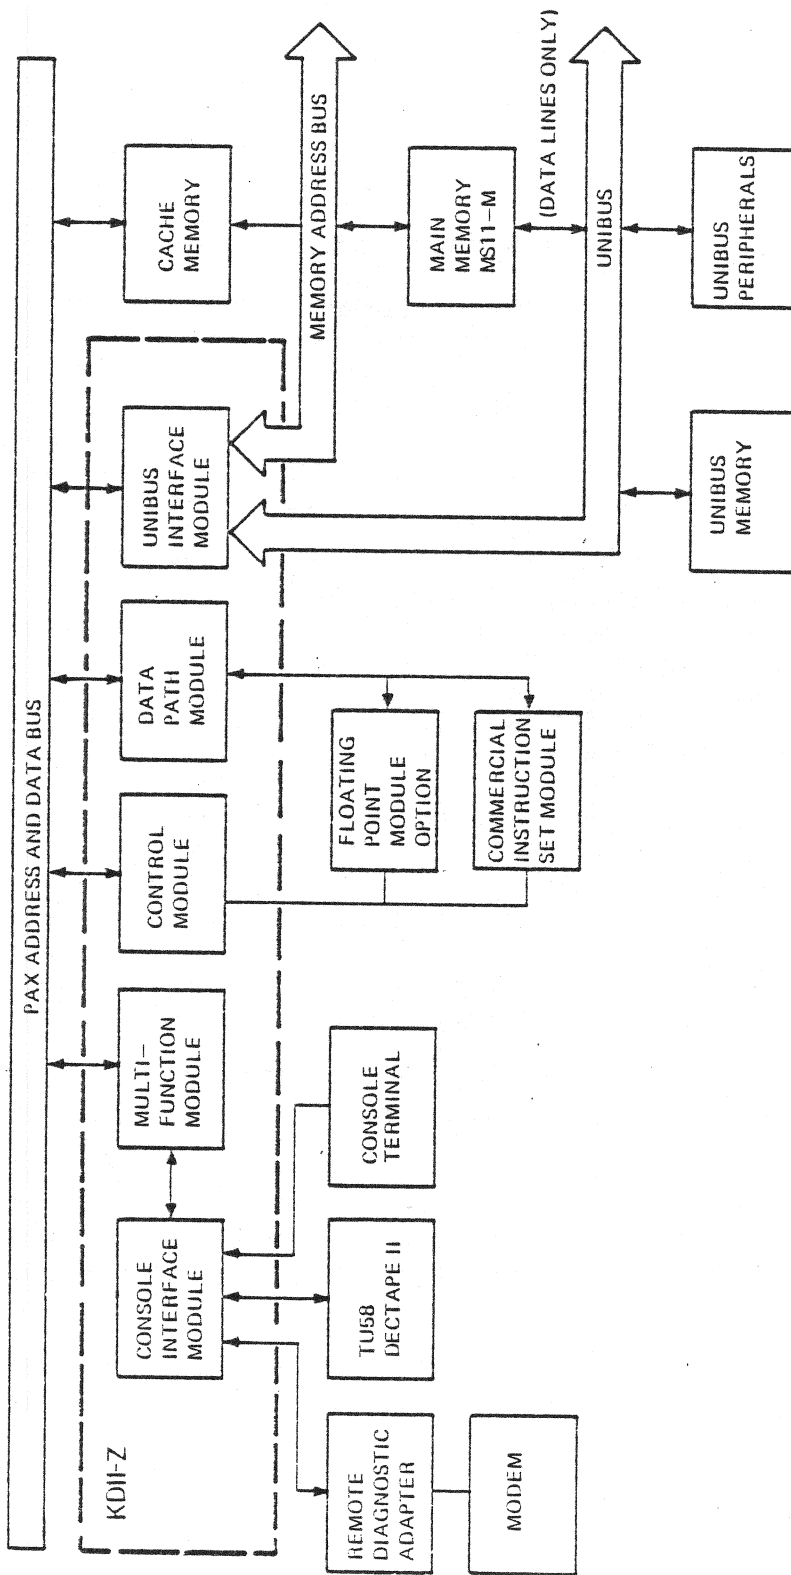 PAX ADDRESS AND DATA BUS
KD11-Z
CONSOLE
INTERFACE
MODULE
MULTI-
FUNCTION
MODULE
CONTROL
MODULE
DATA
PATH
MODULE
UNIBUS
INTERFACE
MODULE
CACHE
MEMORY
MEMORY ADDRESS BUS
REMOTE
DIAGNOSTIC
ADAPTER
TU58
DECTAPE II
CONSOLE
TERMINAL
FLOATING
POINT
MODULE
OPTION
MAIN
MEMORY
MS11-M
MODEM
COMMERCIAL
INSTRUCTION
SET MODULE
(DATA LINES ONLY)
UNIBUS
UNIBUS
MEMORY
UNIBUS
PERIPHERALS